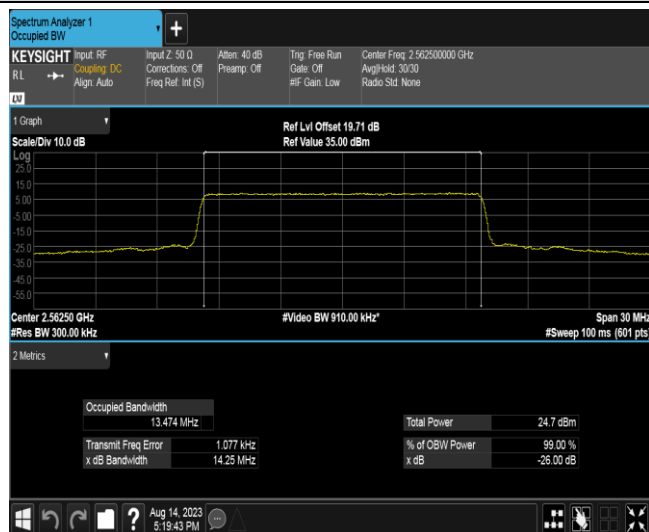 Spectrum Analyzer 1
Occupied BW
+
KEYSIGHT Input: RF Input Z: 50 Ω Atten: 40 dB Trig: Free Run Center Freq: 2.562500000 GHz
RL Coupling: DC Corrections: Off Preamp: Off Gate: Off Avg|Hold: 30/30
Align: Auto Freq Ref: Int (S) #IF Gain: Low Radio Std: None
LXI
1 Graph
Ref Lvl Offset 19.71 dB
Scale/Div 10.0 dB Ref Value 35.00 dBm
Log
25.0
15.0
5.00
-5.00
-15.0
-25.0
-35.0
-45.0
-55.0
Center 2.56250 GHz #Video BW 910.00 kHz* Span 30 MHz
#Res BW 300.00 kHz #Sweep 100 ms (601 pts)
2 Metrics
Occupied Bandwidth
13.474 MHz Total Power 24.7 dBm
Transmit Freq Error 1.077 kHz % of OBW Power 99.00 %
x dB Bandwidth 14.25 MHz x dB -26.00 dB
? Aug 14, 2023
5:19:43 PM